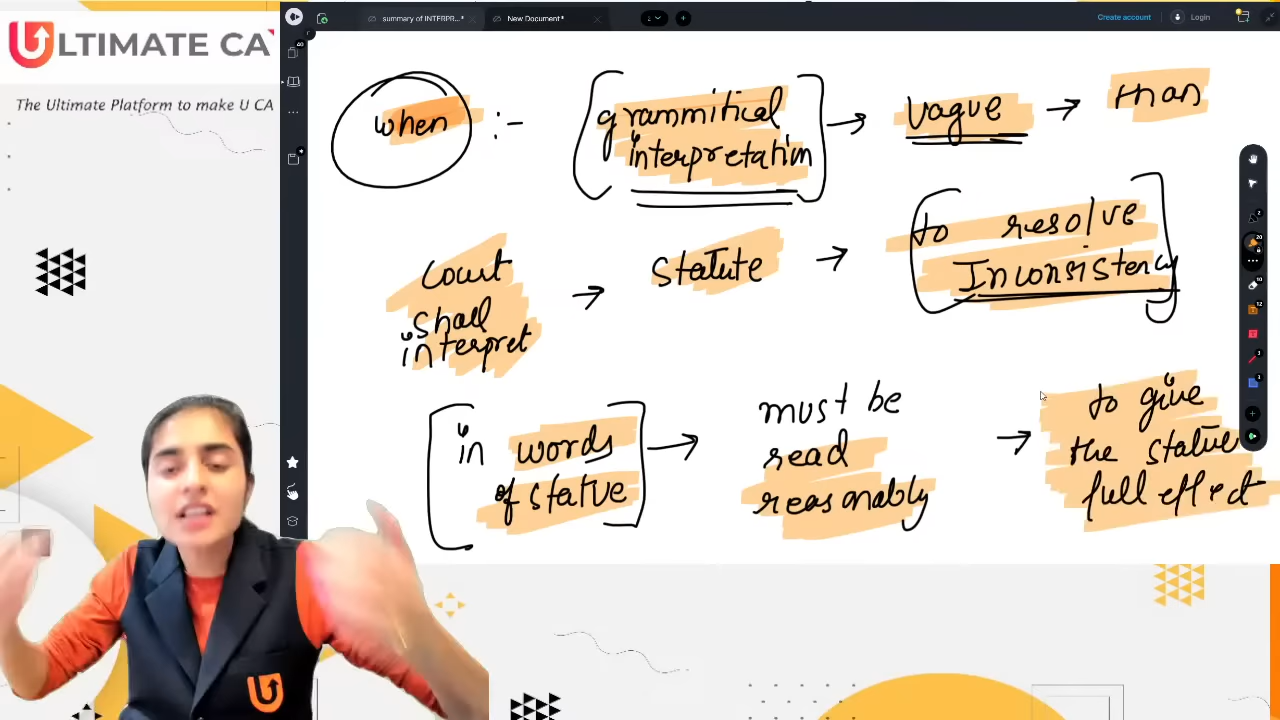 ULTIMATE CA
The Ultimate Platform to make U CA
summary of INTERPR...*
New Document*
2
Create account
Login
when :- grammitical interpretation → vague → than
court shall interpret → statute → to resolve Inconsistency
in words of statue → must be read reasonably → to give the statue full effect